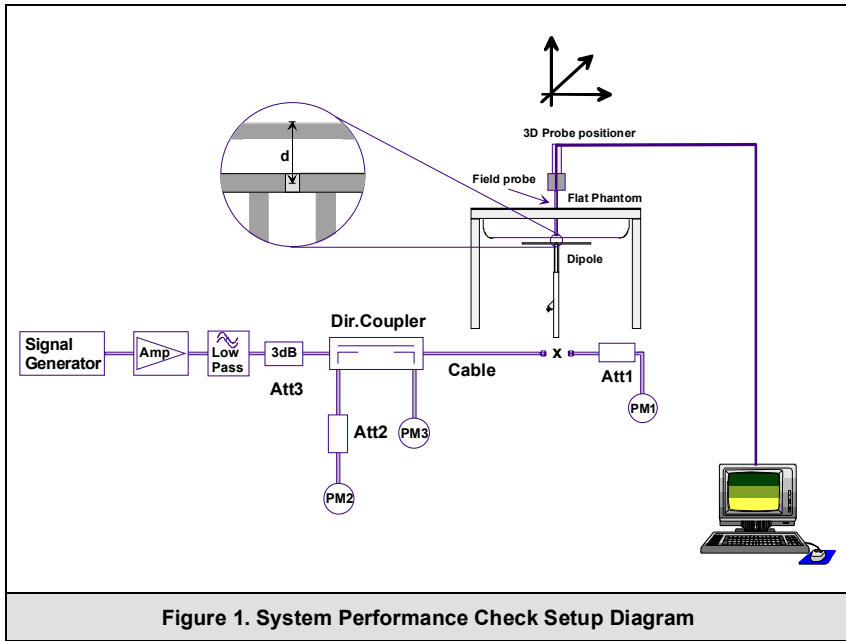 d
3D Probe positioner
Field probe
Flat Phantom
Dipole
Signal
Generator
Amp
Low
Pass
3dB
Att3
Dir.Coupler
Cable
x
Att1
PM1
Att2
PM3
PM2
Figure 1. System Performance Check Setup Diagram